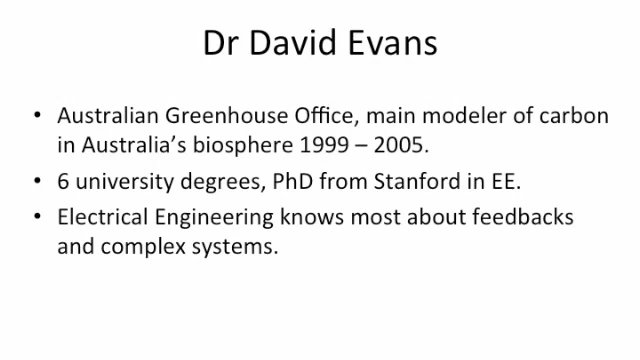 Dr David Evans
• Australian Greenhouse Office, main modeler of carbon
in Australia's biosphere 1999 – 2005.
• 6 university degrees, PhD from Stanford in EE.
• Electrical Engineering knows most about feedbacks
and complex systems.